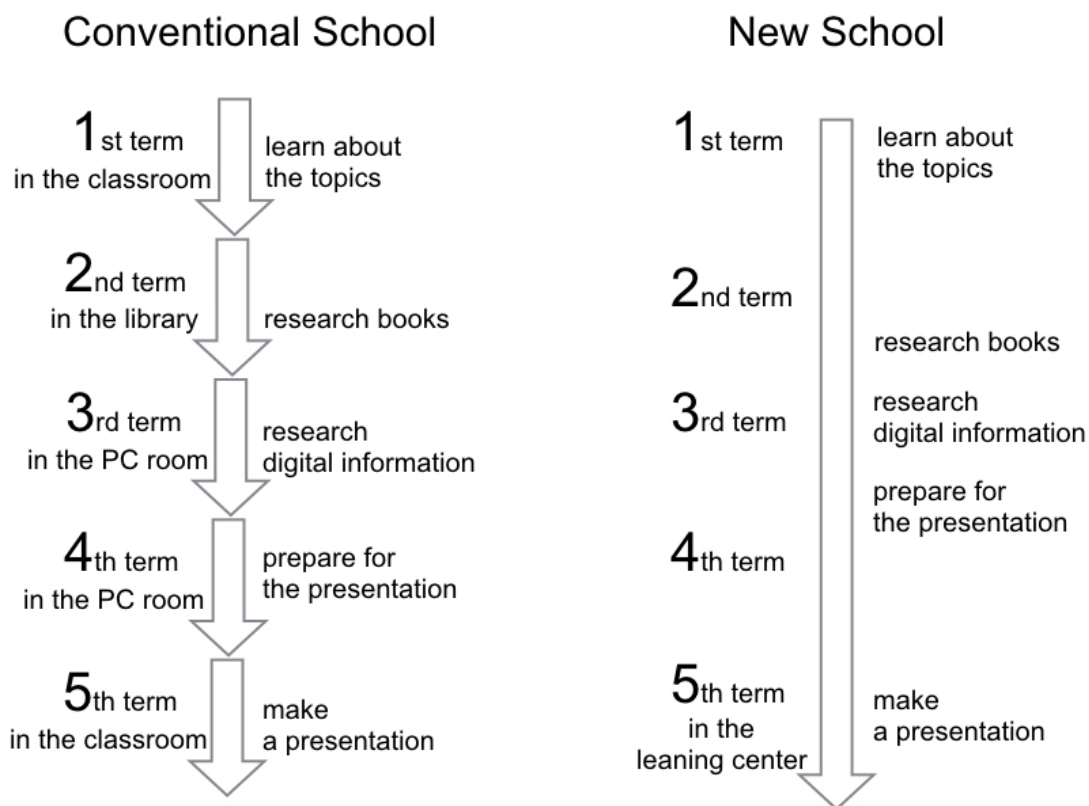 Conventional School
1st term
in the classroom
learn about
the topics
2nd term
in the library
research books
3rd term
in the PC room
research
digital information
4th term
in the PC room
prepare for
the presentation
5th term
in the classroom
make
a presentation
New School
1st term
learn about
the topics
2nd term
research books
3rd term
research
digital information
prepare for
the presentation
4th term
5th term
in the
leaning center
make
a presentation